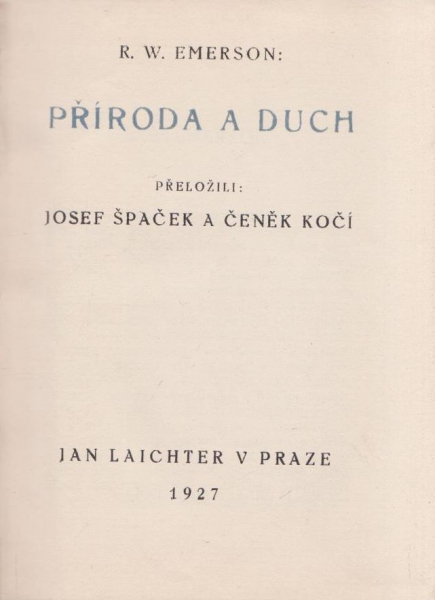 R. W. EMERSON:
PŘÍRODA A DUCH
PŘELOŽILI:
JOSEF ŠPAČEK A ČENĚK KOČÍ
JAN LAICHTER V PRAZE
1927